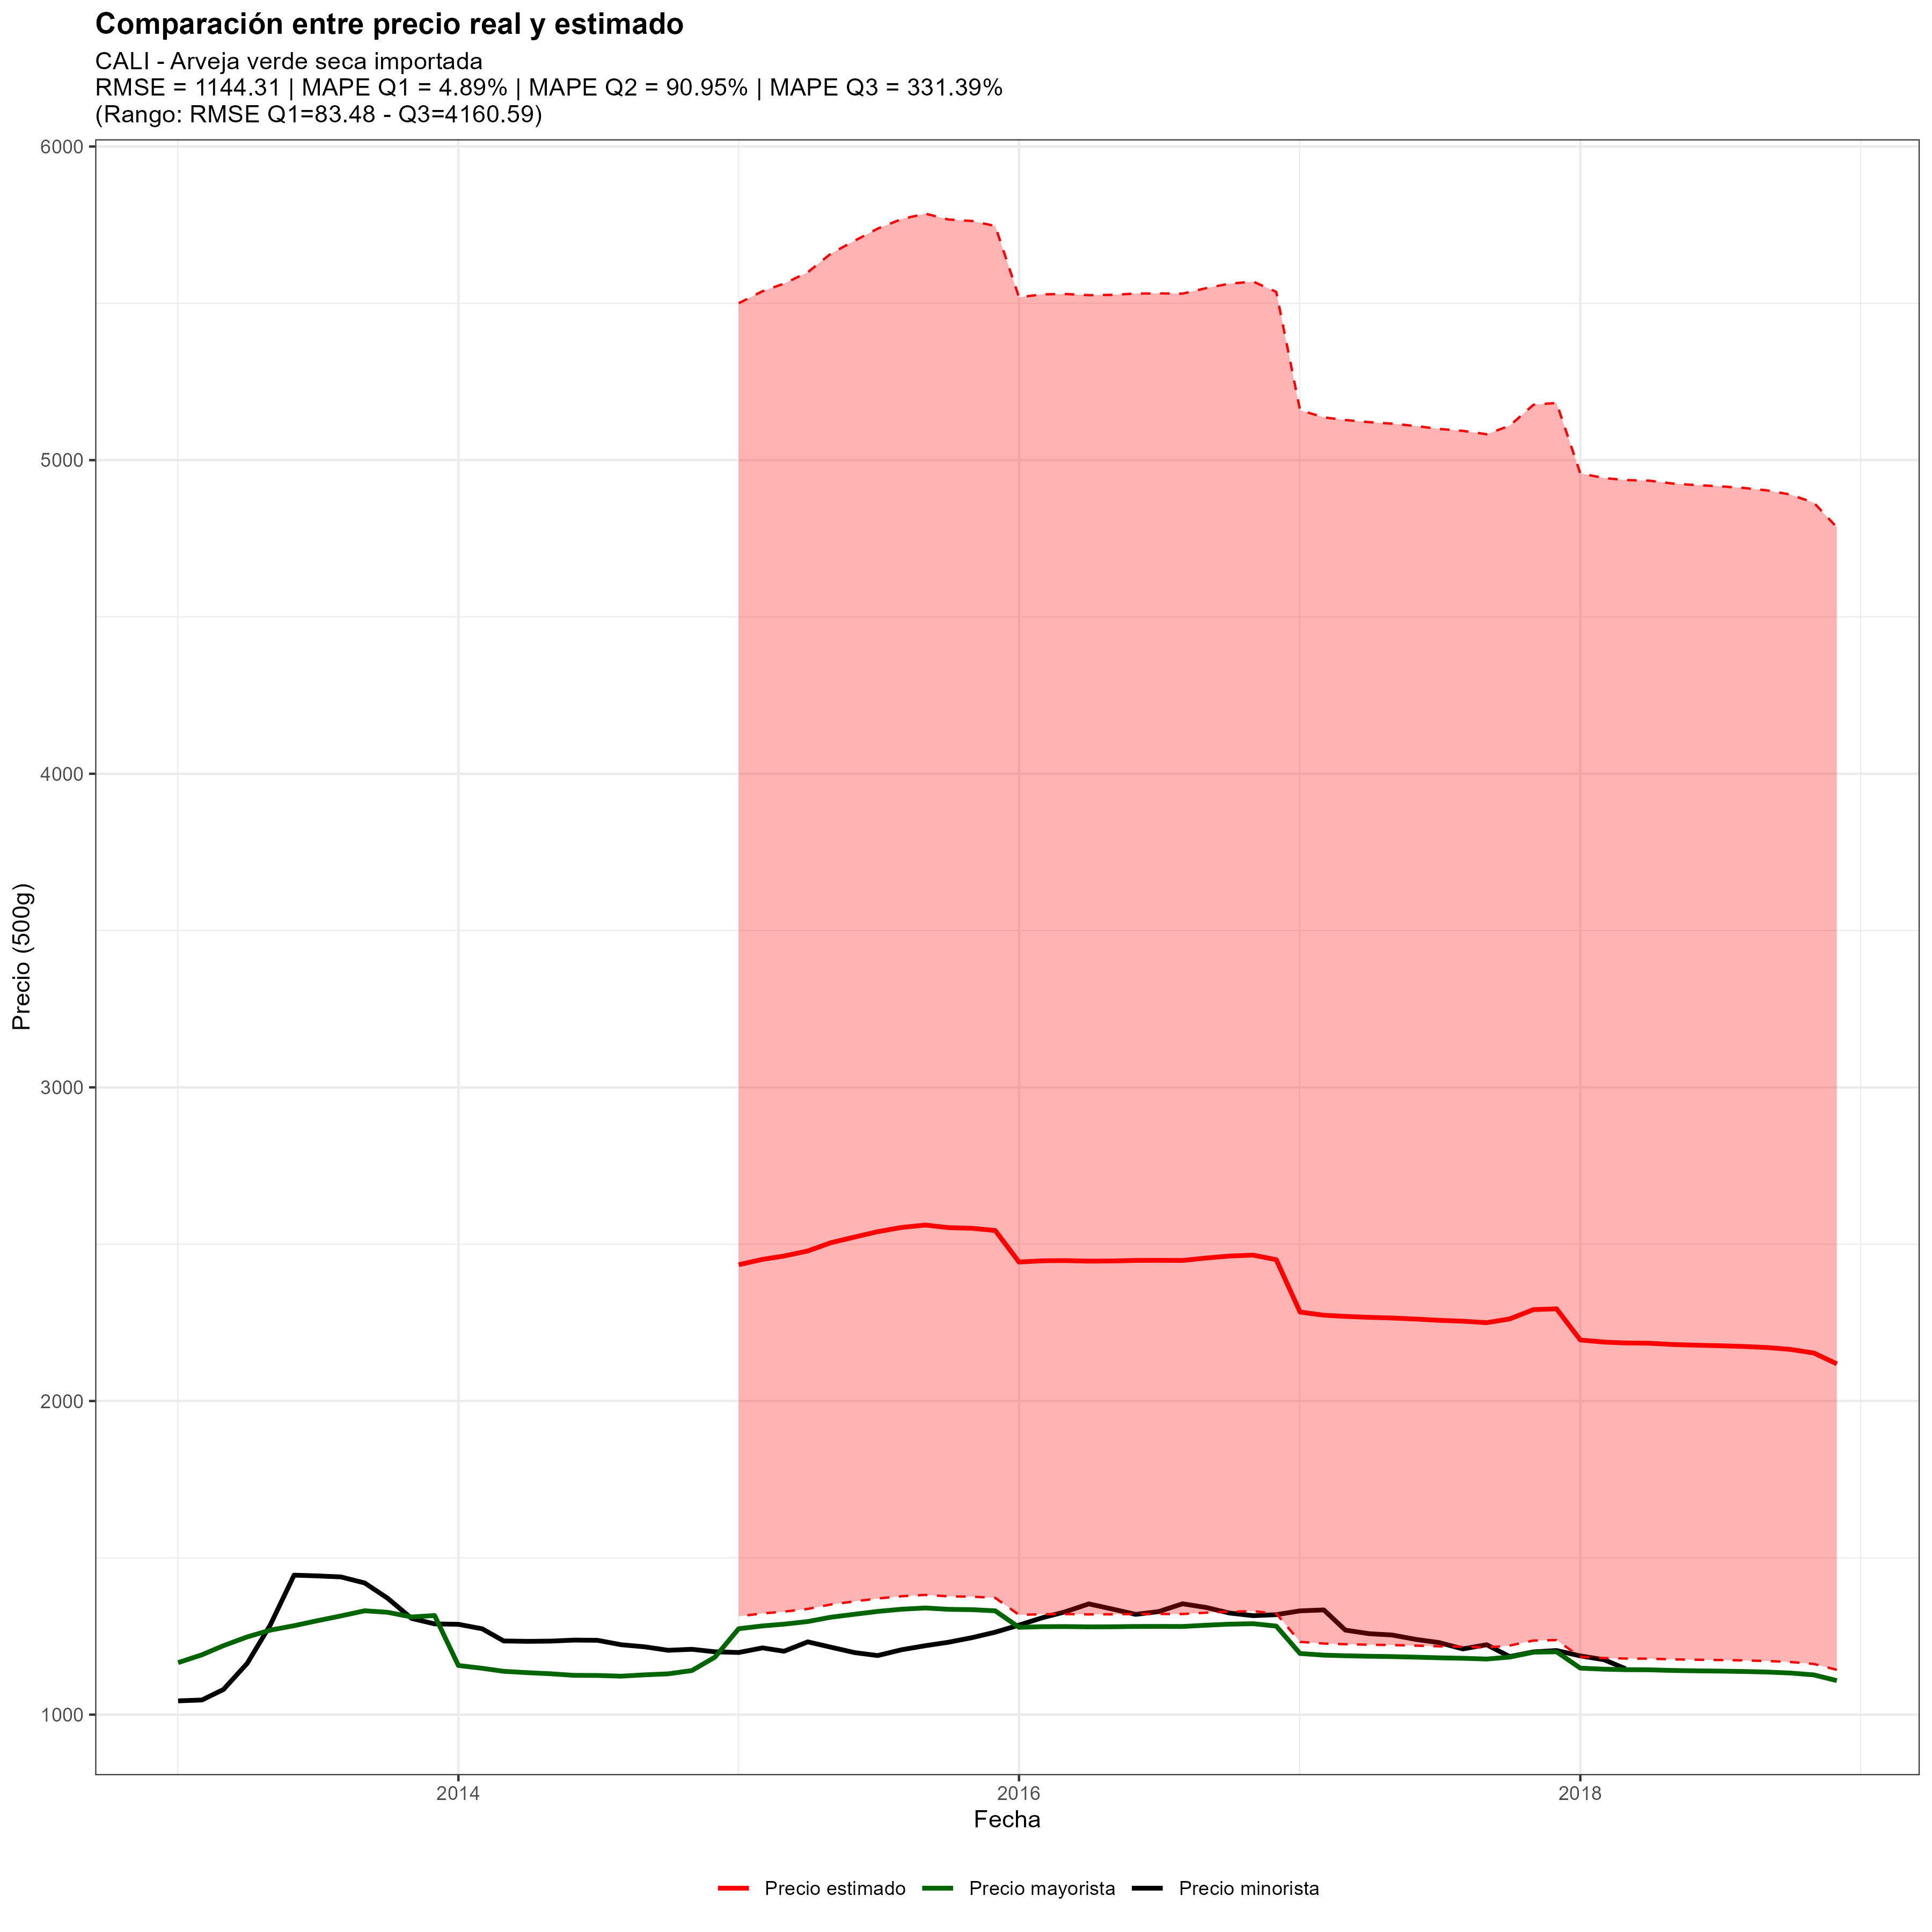 Comparación entre precio real y estimado
CALI - Arveja verde seca importada
RMSE = 1144.31 | MAPE Q1 = 4.89% | MAPE Q2 = 90.95% | MAPE Q3 = 331.39%
(Rango: RMSE Q1=83.48 - Q3=4160.59)
6000
5000
4000
3000
2000
1000
Precio (500g)
2014
2016
2018
Fecha
Precio estimado
Precio mayorista
Precio minorista